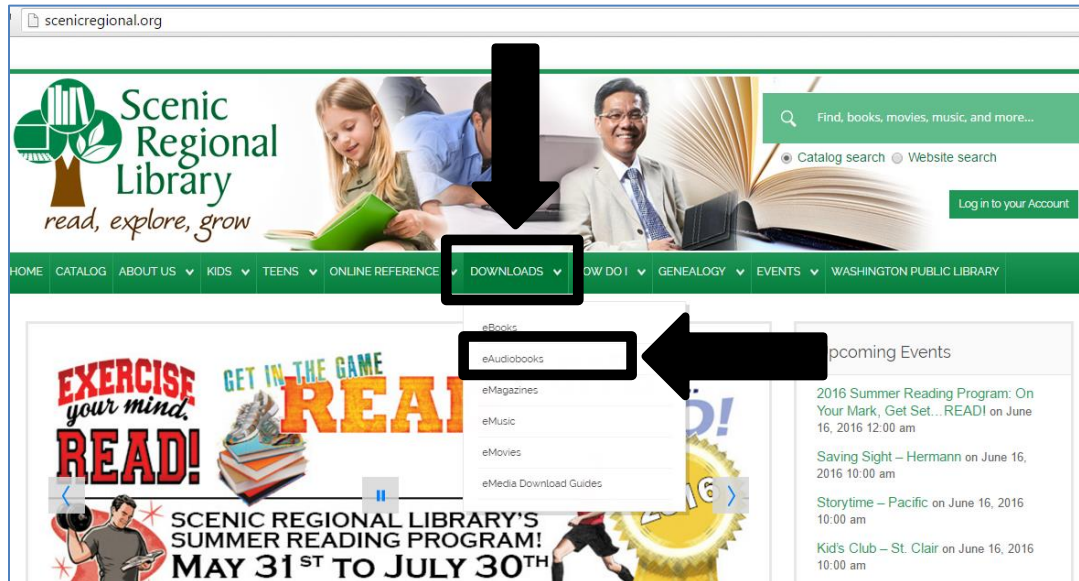 scenicregional.org
Scenic
Regional
Library
read, explore, grow
Find, books, movies, music, and more...
Catalog search Website search
Log in to your Account
HOME CATALOG ABOUT US KIDS TEENS ONLINE REFERENCE DOWNLOADS OW DO I GENEALOGY EVENTS WASHINGTON PUBLIC LIBRARY
eBooks
eAudiobooks
eMagazines
eMusic
eMovies
eMedia Download Guides
EXERCISE
your mind.
READ!
GET IN THE GAME
REA
2016
SCENIC REGIONAL LIBRARY'S
SUMMER READING PROGRAM!
MAY 31ST TO JULY 30TH
pcoming Events
2016 Summer Reading Program: On
Your Mark, Get Set…READ! on June
16, 2016 12:00 am
Saving Sight – Hermann on June 16,
2016 10:00 am
Storytime – Pacific on June 16, 2016
10:00 am
Kid's Club – St. Clair on June 16, 2016
10:00 am